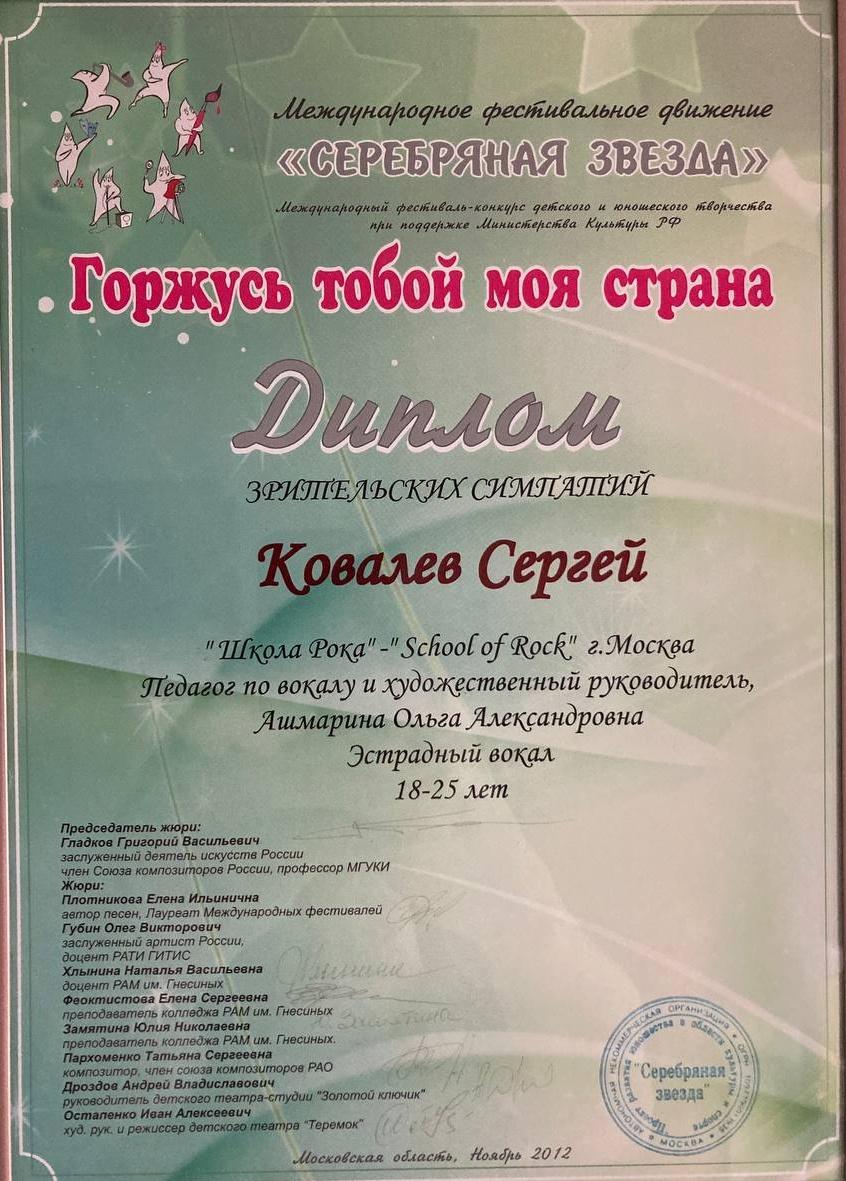 Международное фестивальное движение
«СЕРЕБРЯНАЯ ЗВЕЗДА»
Международный фестиваль-конкурс детского и юношеского творчества
при поддержке Министерства Культуры РФ
Горжусь тобой моя страна
Диплом
ЗРИТЕЛЬСКИХ СИМПАТИЙ
Ковалев Сергей
"Школа Рока"-"School of Rock" г.Москва
Педагог по вокалу и художественный руководитель,
Ашмарина Ольга Александровна
Эстрадный вокал
18-25 лет
Председатель жюри:
Гладков Григорий Васильевич
заслуженный деятель искусств России
член Союза композиторов России, профессор МГУКИ
Жюри:
Плотникова Елена Ильинична
автор песен, Лауреат Международных фестивалей
Губин Олег Викторович
заслуженный артист России,
доцент РАТИ ГИТИС
Хлынина Наталья Васильевна
доцент РАМ им. Гнесиных
Феоктистова Елена Сергеевна
преподаватель колледжа РАМ им. Гнесиных
Замятина Юлия Николаевна
преподаватель колледжа РАМ им. Гнесиных.
Пархоменко Татьяна Сергеевна
композитор, член союза композиторов РАО
Дроздов Андрей Владиславович
руководитель детского театра-студии "Золотой ключик"
Остапенко Иван Алексеевич
худ. рук. и режиссер детского театра "Теремок"
АВТОНОМНАЯ НЕКОММЕРЧЕСКАЯ ОРГАНИЗАЦИЯ
МОСКВА
"Серебряная
звезда"
Московская область, Ноябрь 2012